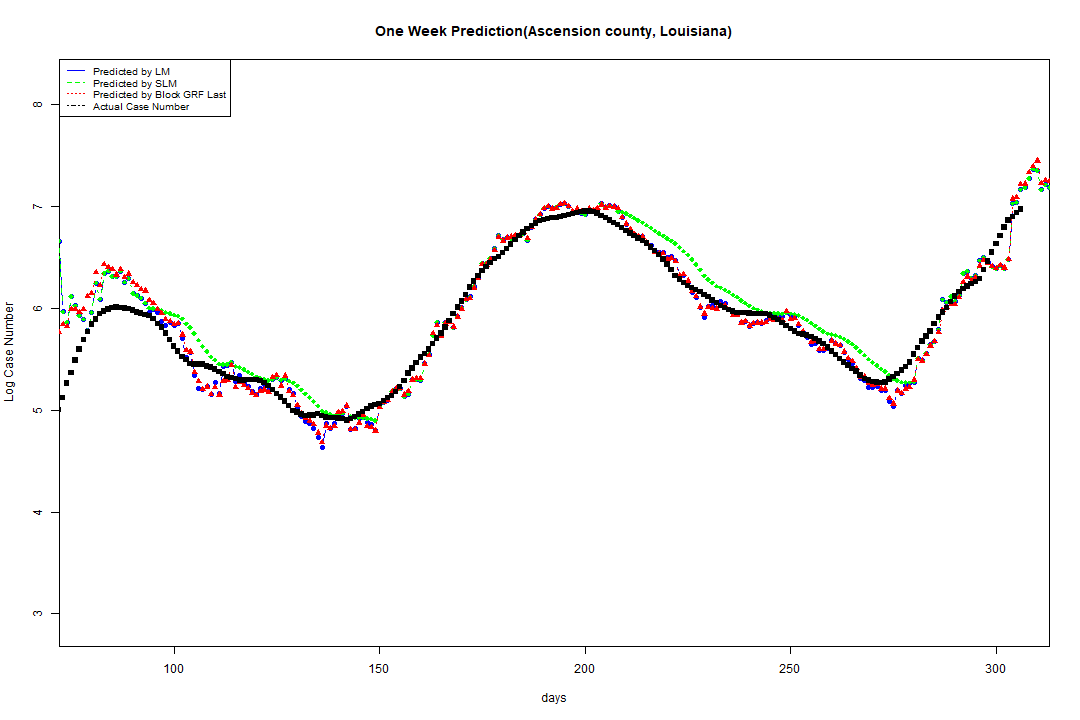 One Week Prediction(Ascension county, Louisiana)
Predicted by LM
Predicted by SLM
Predicted by Block GRF Last
Actual Case Number
8
7
6
5
4
3
Log Case Number
100 150 200 250 300
days